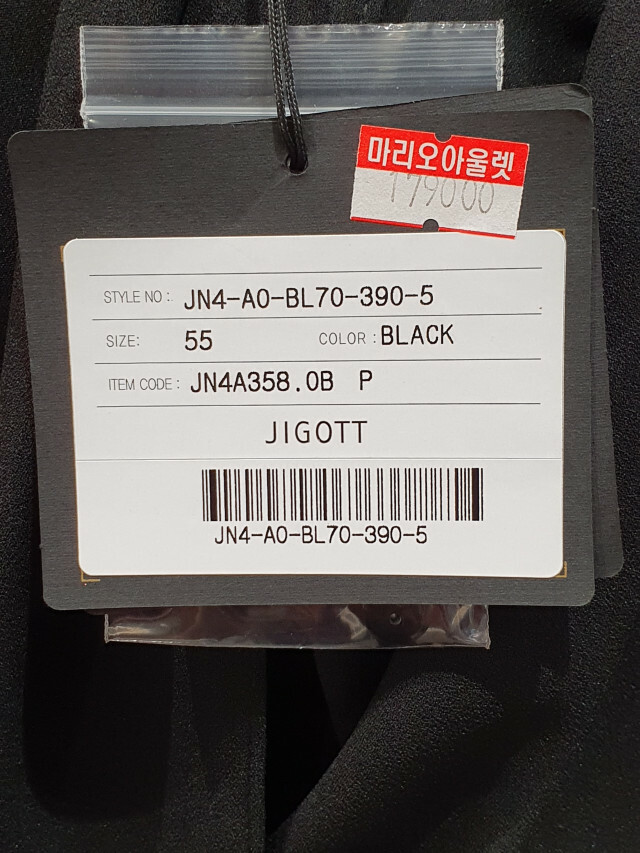 마리오아울렛
179000
STYLE NO : JN4-A0-BL70-390-5
SIZE: 55 COLOR : BLACK
ITEM CODE : JN4A358.0B P
JIGOTT
JN4-A0-BL70-390-5